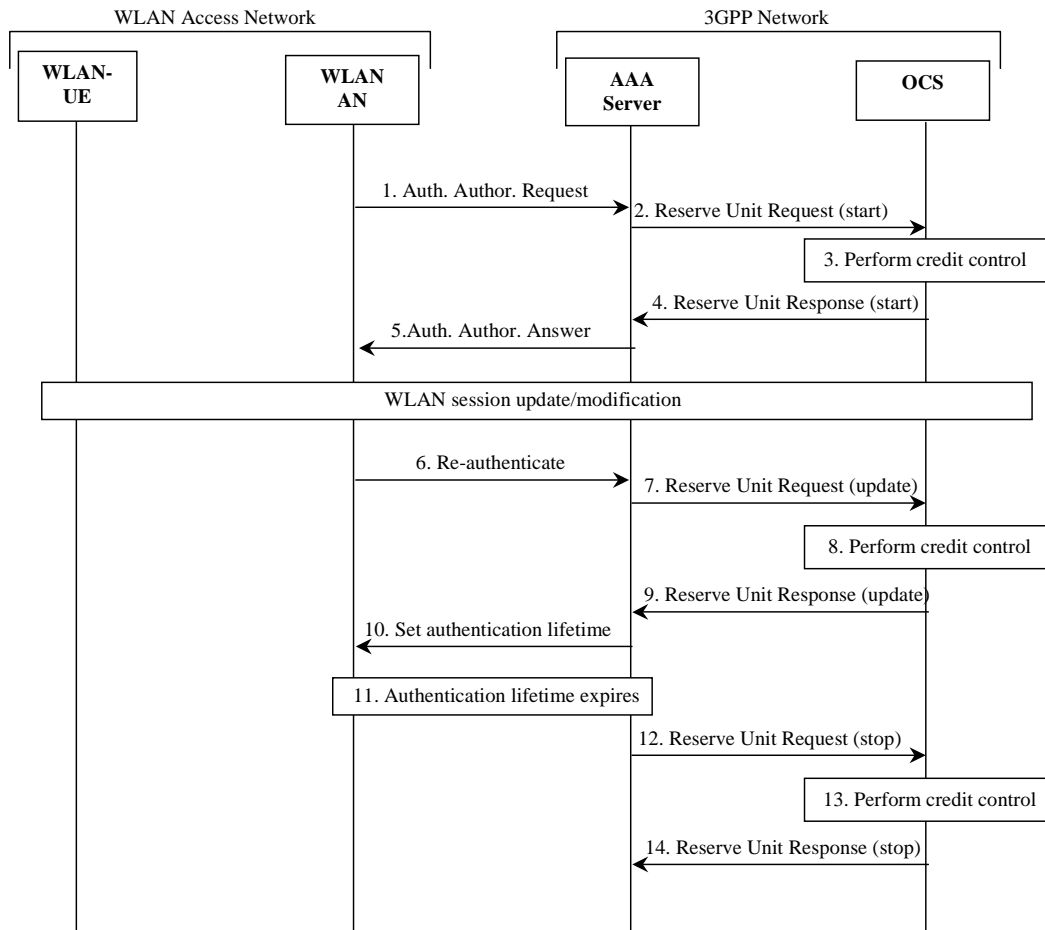 WLAN Access Network
3GPP Network
WLAN-
UE
WLAN
AN
AAA
Server
OCS
1. Auth. Author. Request
2. Reserve Unit Request (start)
3. Perform credit control
4. Reserve Unit Response (start)
5.Auth. Author. Answer
WLAN session update/modification
6. Re-authenticate
7. Reserve Unit Request (update)
8. Perform credit control
9. Reserve Unit Response (update)
10. Set authentication lifetime
11. Authentication lifetime expires
12. Reserve Unit Request (stop)
13. Perform credit control
14. Reserve Unit Response (stop)